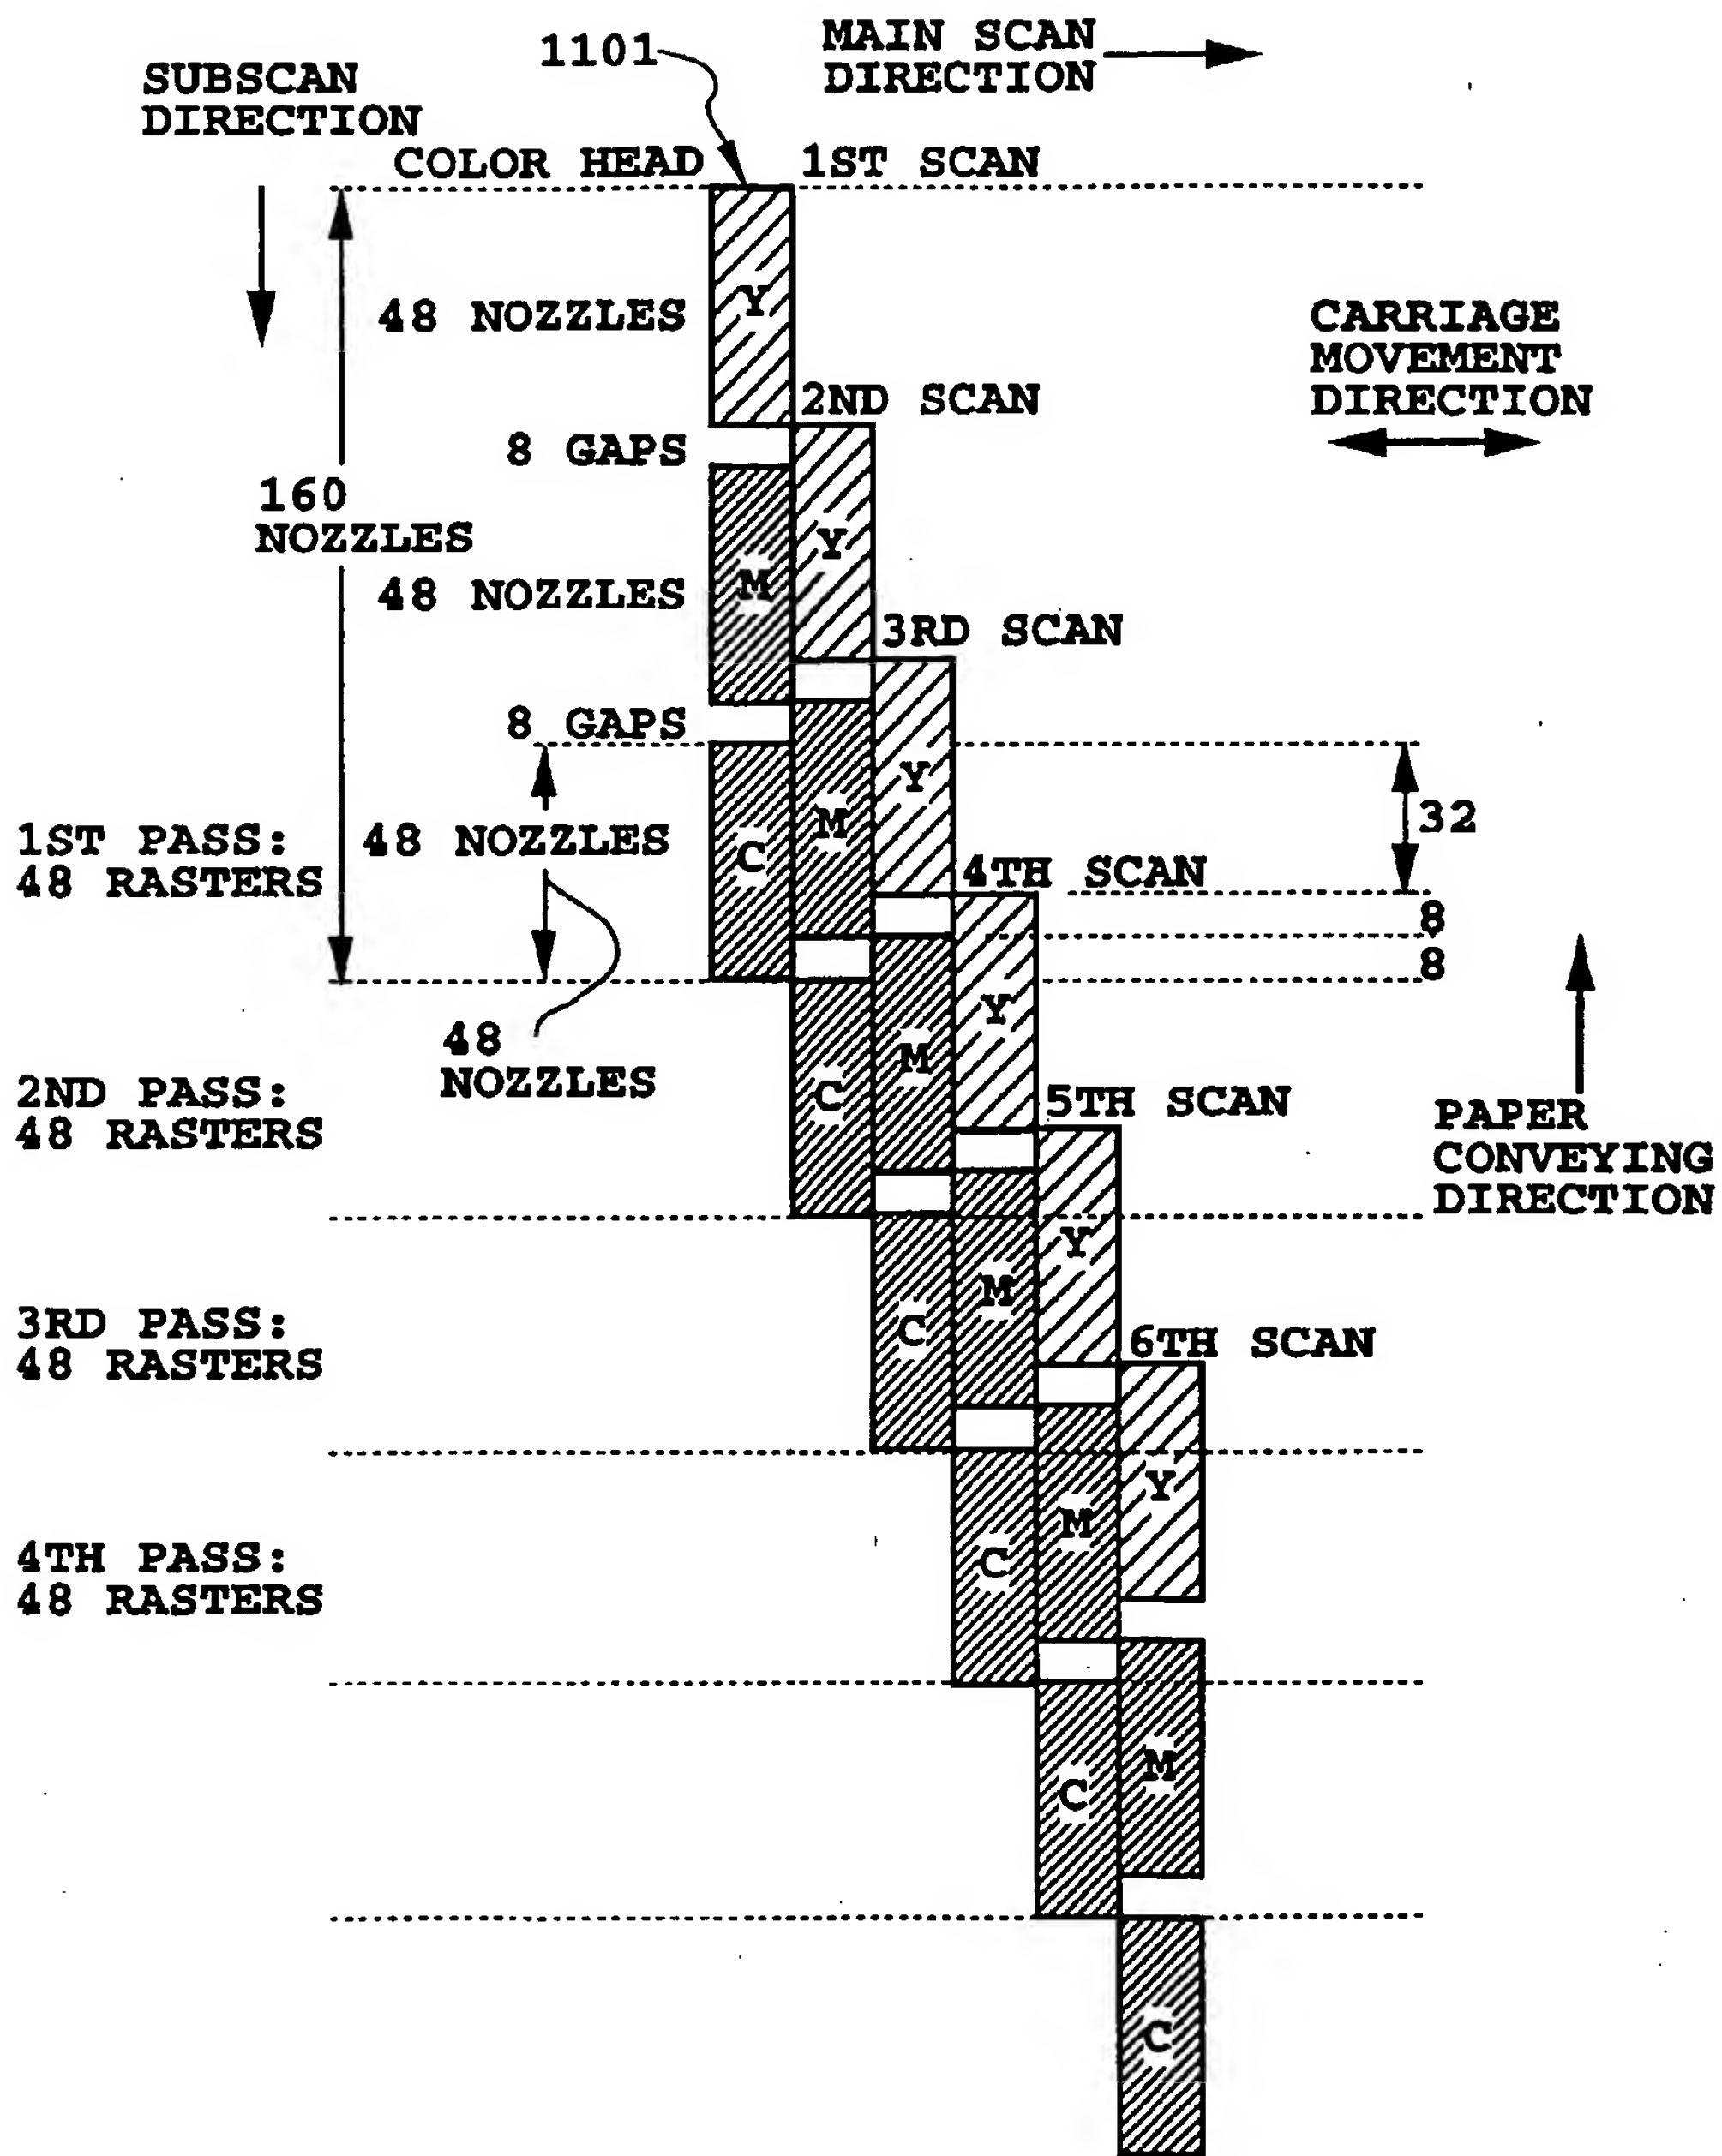 1101
MAIN SCAN
DIRECTION
SUBSCAN
DIRECTION
COLOR HEAD
1ST SCAN
Y
48 NOZZLES
CARRIAGE
MOVEMENT
DIRECTION
2ND SCAN
8 GAPS
160
NOZZLES
Y
M
48 NOZZLES
3RD SCAN
8 GAPS
Y
32
M
1ST PASS:
48 RASTERS
48 NOZZLES
C
4TH SCAN
8
8
Y
48
NOZZLES
M
2ND PASS:
48 RASTERS
C
5TH SCAN
PAPER
CONVEYING
DIRECTION
Y
M
3RD PASS:
48 RASTERS
C
6TH SCAN
Y
M
4TH PASS:
48 RASTERS
C
M
C
C